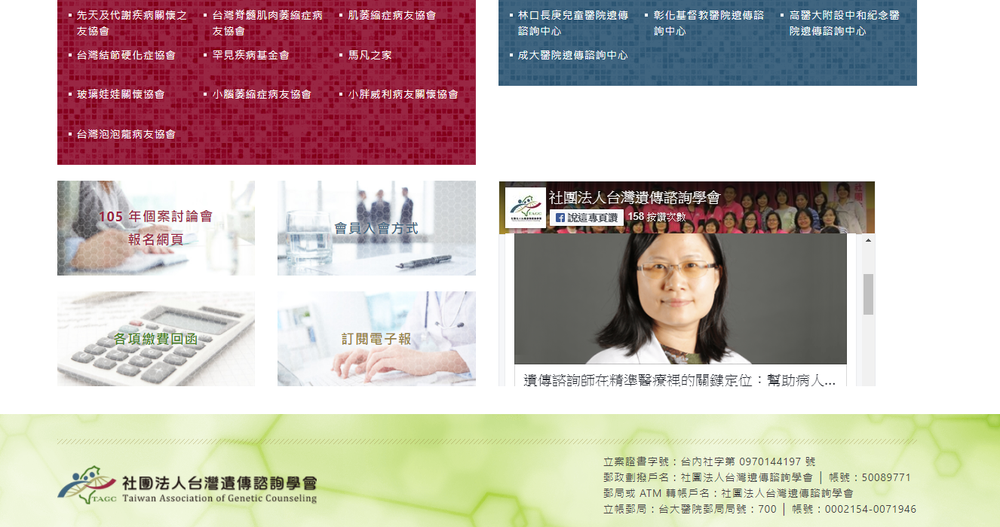 先天及代謝疾病關懷之友協會
台灣脊髓肌肉萎縮症病友協會
肌萎縮症病友協會
台灣結節硬化症協會
罕見疾病基金會
馬凡之家
玻璃娃娃關懷協會
小腦萎縮症病友協會
小胖威利病友關懷協會
台灣泡泡龍病友協會
林口長庚兒童醫院遺傳諮詢中心
彰化基督教醫院遺傳諮詢中心
高醫大附設中和紀念醫院遺傳諮詢中心
成大醫院遺傳諮詢中心
105 年個案討論會
報名網頁
會員入會方式
各項繳費回函
訂閱電子報
社團法人台灣遺傳諮詢學會
說這專頁讚 158 按讚次數
遺傳諮詢師在精準醫療裡的關鍵定位：幫助病人...
TAGC
社團法人台灣遺傳諮詢學會
Taiwan Association of Genetic Counseling
立案證書字號：台內社字第 0970144197 號
郵政劃撥戶名：社團法人台灣遺傳諮詢學會 │ 帳號：50089771
郵局或 ATM 轉帳戶名：社團法人台灣遺傳諮詢學會
立帳郵局：台大醫院郵局局號：700 │ 帳號：0002154-0071946